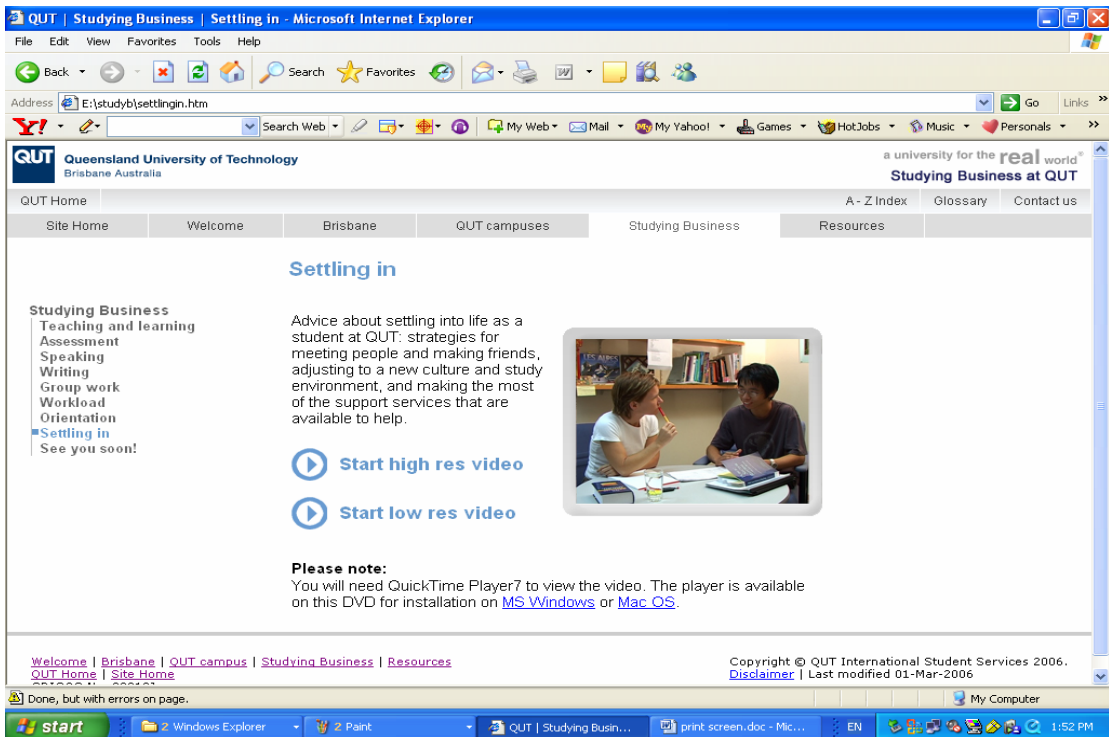 QUT | Studying Business | Settling in - Microsoft Internet Explorer
File Edit View Favorites Tools Help
Back Search Favorites
Address E:\studyb\settlingin.htm Go Links »
Y! Search Web My Web Mail My Yahoo! Games HotJobs Music Personals »
QUT Queensland University of Technology
Brisbane Australia
a university for the real world®
Studying Business at QUT
QUT Home A - Z Index Glossary Contact us
Site Home Welcome Brisbane QUT campuses Studying Business Resources
Settling in
Studying Business
Teaching and learning
Assessment
Speaking
Writing
Group work
Workload
Orientation
Settling in
See you soon!
Advice about settling into life as a
student at QUT: strategies for
meeting people and making friends,
adjusting to a new culture and study
environment, and making the most
of the support services that are
available to help.
LES ALPES
Start high res video
Start low res video
Please note:
You will need QuickTime Player7 to view the video. The player is available
on this DVD for installation on MS Windows or Mac OS.
Welcome | Brisbane | QUT campus | Studying Business | Resources
QUT Home | Site Home
Copyright © QUT International Student Services 2006.
Disclaimer | Last modified 01-Mar-2006
Done, but with errors on page. My Computer
start 2 Windows Explorer 2 Paint QUT | Studying Busin... print screen.doc - Mic... EN 1:52 PM